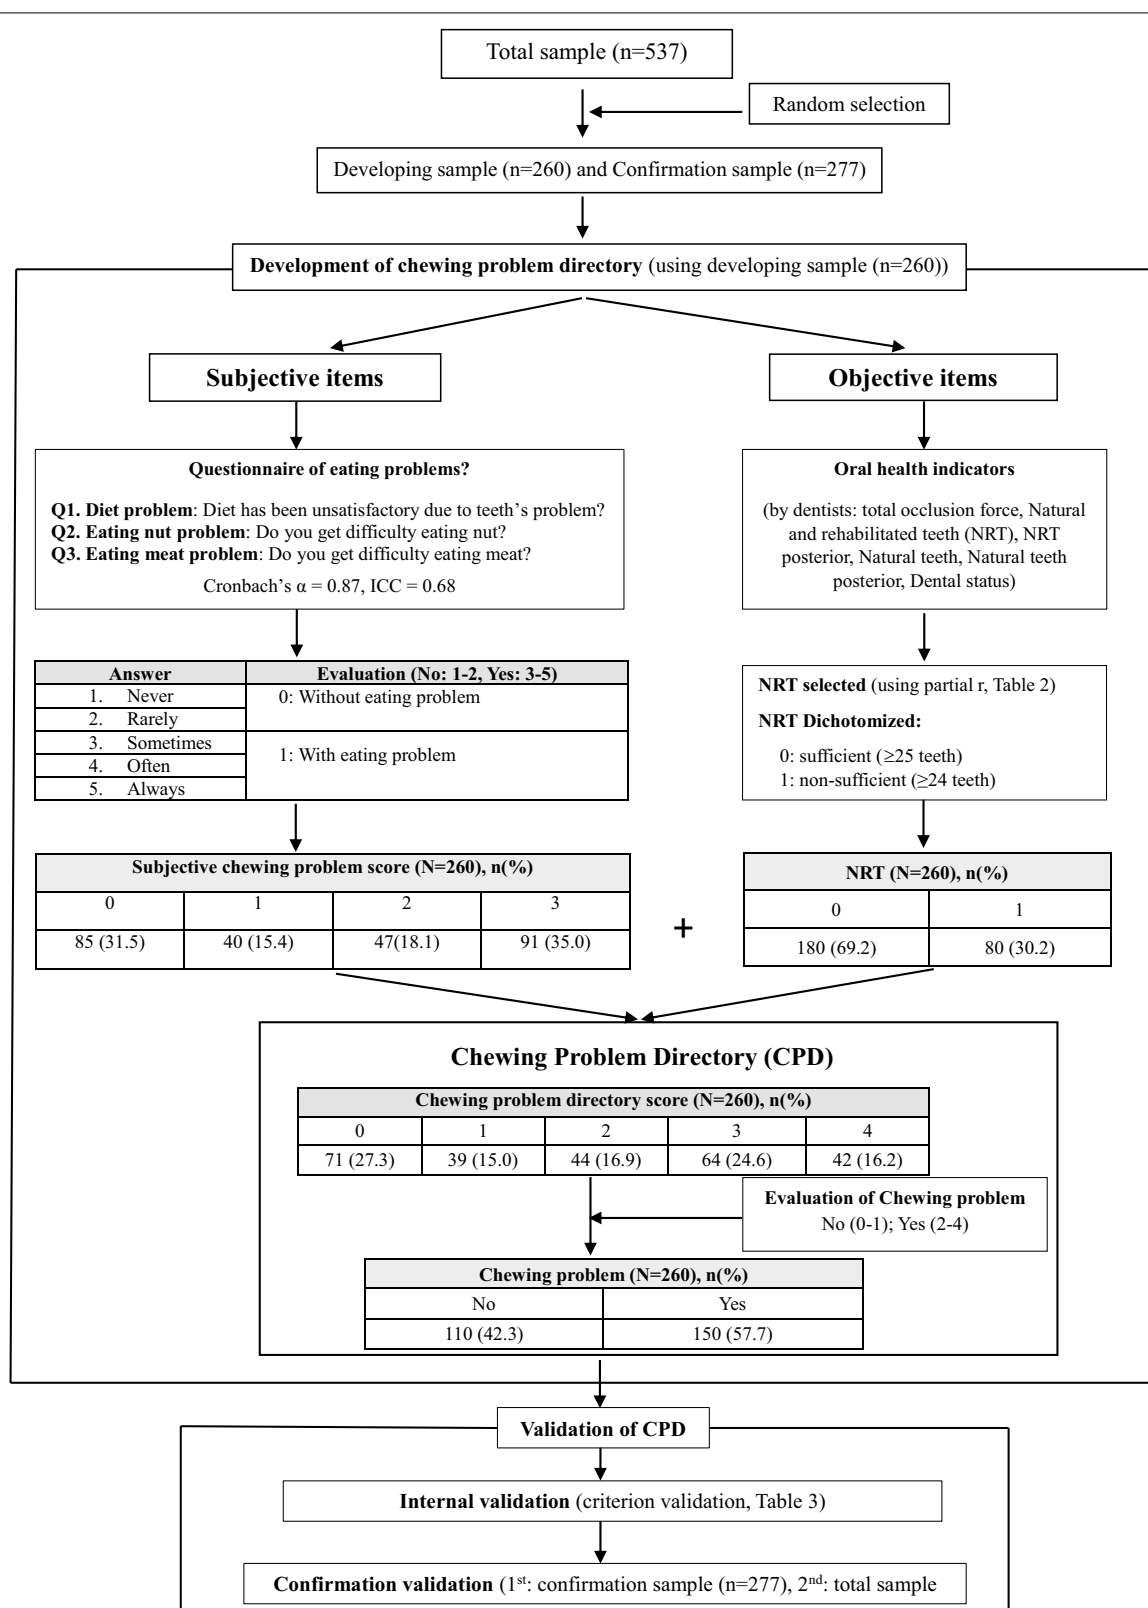 Total sample (n=537)
Random selection
Developing sample (n=260) and Confirmation sample (n=277)
Development of chewing problem directory (using developing sample (n=260))
Subjective items
Objective items
Questionnaire of eating problems?
Q1. Diet problem: Diet has been unsatisfactory due to teeth's problem?
Q2. Eating nut problem: Do you get difficulty eating nut?
Q3. Eating meat problem: Do you get difficulty eating meat?
Cronbach's α = 0.87, ICC = 0.68
Oral health indicators
(by dentists: total occlusion force, Natural
and rehabilitated teeth (NRT), NRT
posterior, Natural teeth, Natural teeth
posterior, Dental status)
Answer Evaluation (No: 1-2, Yes: 3-5)
1. Never 0: Without eating problem
2. Rarely
3. Sometimes 1: With eating problem
4. Often
5. Always
NRT selected (using partial r, Table 2)
NRT Dichotomized:
0: sufficient (≥25 teeth)
1: non-sufficient (≥24 teeth)
Subjective chewing problem score (N=260), n(%)
0 1 2 3
85 (31.5) 40 (15.4) 47(18.1) 91 (35.0)
+
NRT (N=260), n(%)
0 1
180 (69.2) 80 (30.2)
Chewing Problem Directory (CPD)
Chewing problem directory score (N=260), n(%)
0 1 2 3 4
71 (27.3) 39 (15.0) 44 (16.9) 64 (24.6) 42 (16.2)
Evaluation of Chewing problem
No (0-1); Yes (2-4)
Chewing problem (N=260), n(%)
No Yes
110 (42.3) 150 (57.7)
Validation of CPD
Internal validation (criterion validation, Table 3)
Confirmation validation (1st: confirmation sample (n=277), 2nd: total sample